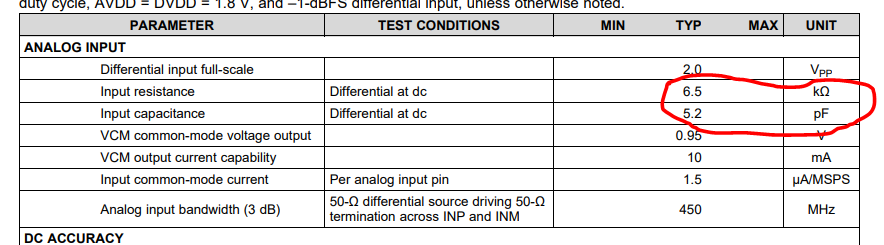 duty cycle, AVDD = DVDD = 1.8 V, and –1-dBFS differential input, unless otherwise noted.
PARAMETER TEST CONDITIONS MIN TYP MAX UNIT
ANALOG INPUT
Differential input full-scale 2.0 VPP
Input resistance Differential at dc 6.5 kΩ
Input capacitance Differential at dc 5.2 pF
VCM common-mode voltage output 0.95 V
VCM output current capability 10 mA
Input common-mode current Per analog input pin 1.5 µA/MSPS
Analog input bandwidth (3 dB) 50-Ω differential source driving 50-Ω
termination across INP and INM 450 MHz
DC ACCURACY